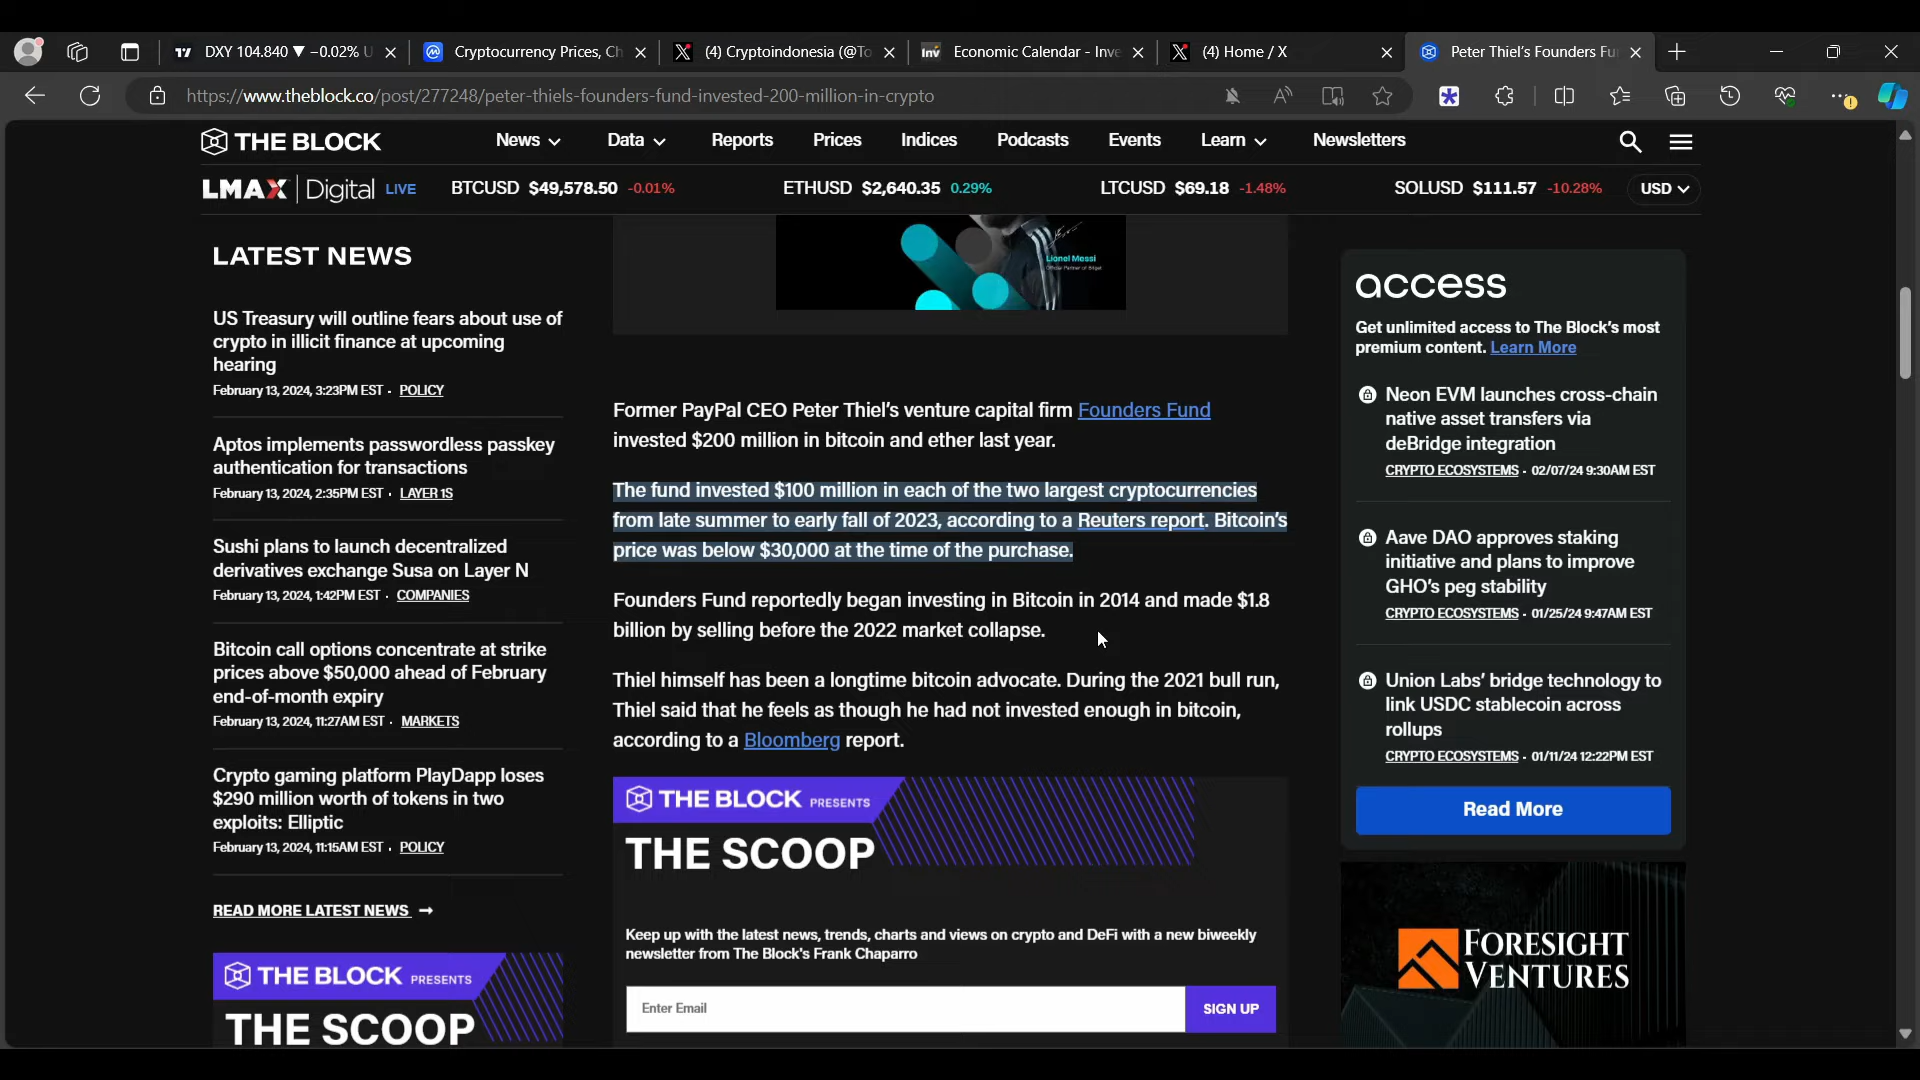 DXY 104.840 ▼ −0.02% U
Cryptocurrency Prices, Ch
(4) Cryptoindonesia (@To
Inv
Economic Calendar - Inve
(4) Home / X
Peter Thiel's Founders Fu
https://www.theblock.co/post/277248/peter-thiels-founders-fund-invested-200-million-in-crypto
THE BLOCK
News
Data
Reports
Prices
Indices
Podcasts
Events
Learn
Newsletters
LMAX Digital LIVE
BTCUSD $49,578.50 -0.01%
ETHUSD $2,640.35 0.29%
LTCUSD $69.18 -1.48%
SOLUSD $111.57 -10.28%
USD
LATEST NEWS
US Treasury will outline fears about use of
crypto in illicit finance at upcoming
hearing
February 13, 2024, 3:23PM EST · POLICY
Aptos implements passwordless passkey
authentication for transactions
February 13, 2024, 2:35PM EST · LAYER 1S
Sushi plans to launch decentralized
derivatives exchange Susa on Layer N
February 13, 2024, 1:42PM EST · COMPANIES
Bitcoin call options concentrate at strike
prices above $50,000 ahead of February
end-of-month expiry
February 13, 2024, 11:27AM EST · MARKETS
Crypto gaming platform PlayDapp loses
$290 million worth of tokens in two
exploits: Elliptic
February 13, 2024, 11:15AM EST · POLICY
READ MORE LATEST NEWS →
THE BLOCK PRESENTS
THE SCOOP
Lionel Messi
Official Partner of Bitget
Former PayPal CEO Peter Thiel's venture capital firm Founders Fund
invested $200 million in bitcoin and ether last year.
The fund invested $100 million in each of the two largest cryptocurrencies
from late summer to early fall of 2023, according to a Reuters report. Bitcoin's
price was below $30,000 at the time of the purchase.
Founders Fund reportedly began investing in Bitcoin in 2014 and made $1.8
billion by selling before the 2022 market collapse.
Thiel himself has been a longtime bitcoin advocate. During the 2021 bull run,
Thiel said that he feels as though he had not invested enough in bitcoin,
according to a Bloomberg report.
THE BLOCK PRESENTS
THE SCOOP
Keep up with the latest news, trends, charts and views on crypto and DeFi with a new biweekly
newsletter from The Block's Frank Chaparro
Enter Email
SIGN UP
access
Get unlimited access to The Block's most
premium content. Learn More
Neon EVM launches cross-chain
native asset transfers via
deBridge integration
CRYPTO ECOSYSTEMS · 02/07/24 9:30AM EST
Aave DAO approves staking
initiative and plans to improve
GHO's peg stability
CRYPTO ECOSYSTEMS · 01/25/24 9:47AM EST
Union Labs' bridge technology to
link USDC stablecoin across
rollups
CRYPTO ECOSYSTEMS · 01/11/24 12:22PM EST
Read More
FORESIGHT
VENTURES